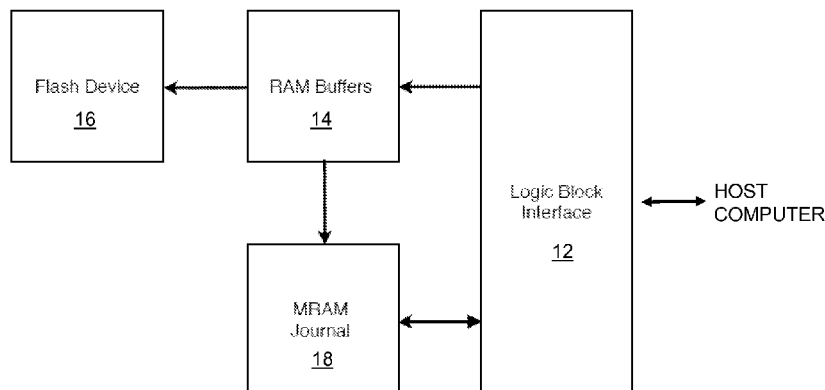 Flash Device
16
RAM Buffers
14
Logic Block
Interface
12
HOST
COMPUTER
MRAM
Journal
18